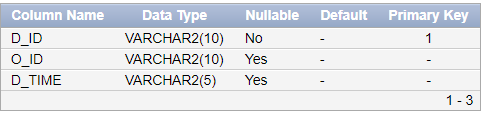 Column Name Data Type Nullable Default Primary Key
D_ID VARCHAR2(10) No - 1
O_ID VARCHAR2(10) Yes - -
D_TIME VARCHAR2(5) Yes - -
1 - 3